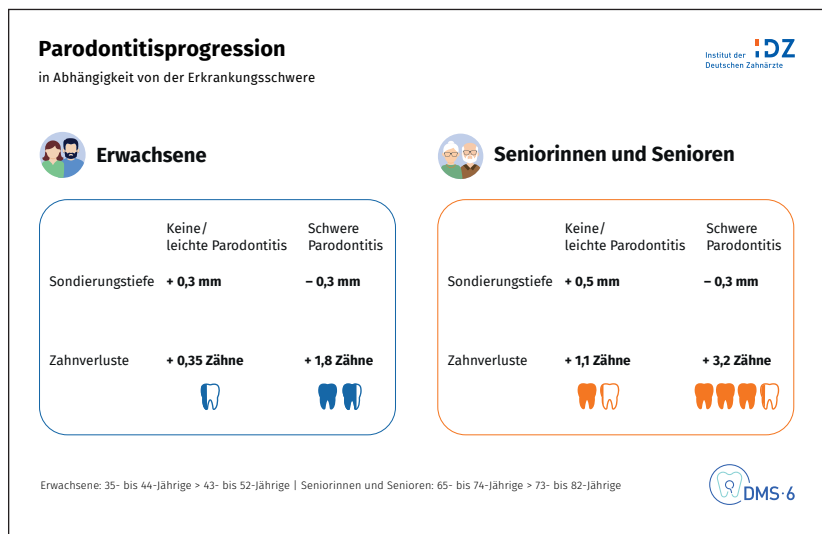 Parodontitisprogression
in Abhängigkeit von der Erkrankungsschwere
Institut der
Deutschen Zahnärzte
IDZ
Erwachsene
Keine/
leichte Parodontitis
Schwere
Parodontitis
Sondierungstiefe + 0,3 mm – 0,3 mm
Zahnverluste + 0,35 Zähne + 1,8 Zähne
Seniorinnen und Senioren
Keine/
leichte Parodontitis
Schwere
Parodontitis
Sondierungstiefe + 0,5 mm – 0,3 mm
Zahnverluste + 1,1 Zähne + 3,2 Zähne
Erwachsene: 35- bis 44-Jährige > 43- bis 52-Jährige | Seniorinnen und Senioren: 65- bis 74-Jährige > 73- bis 82-Jährige
DMS·6